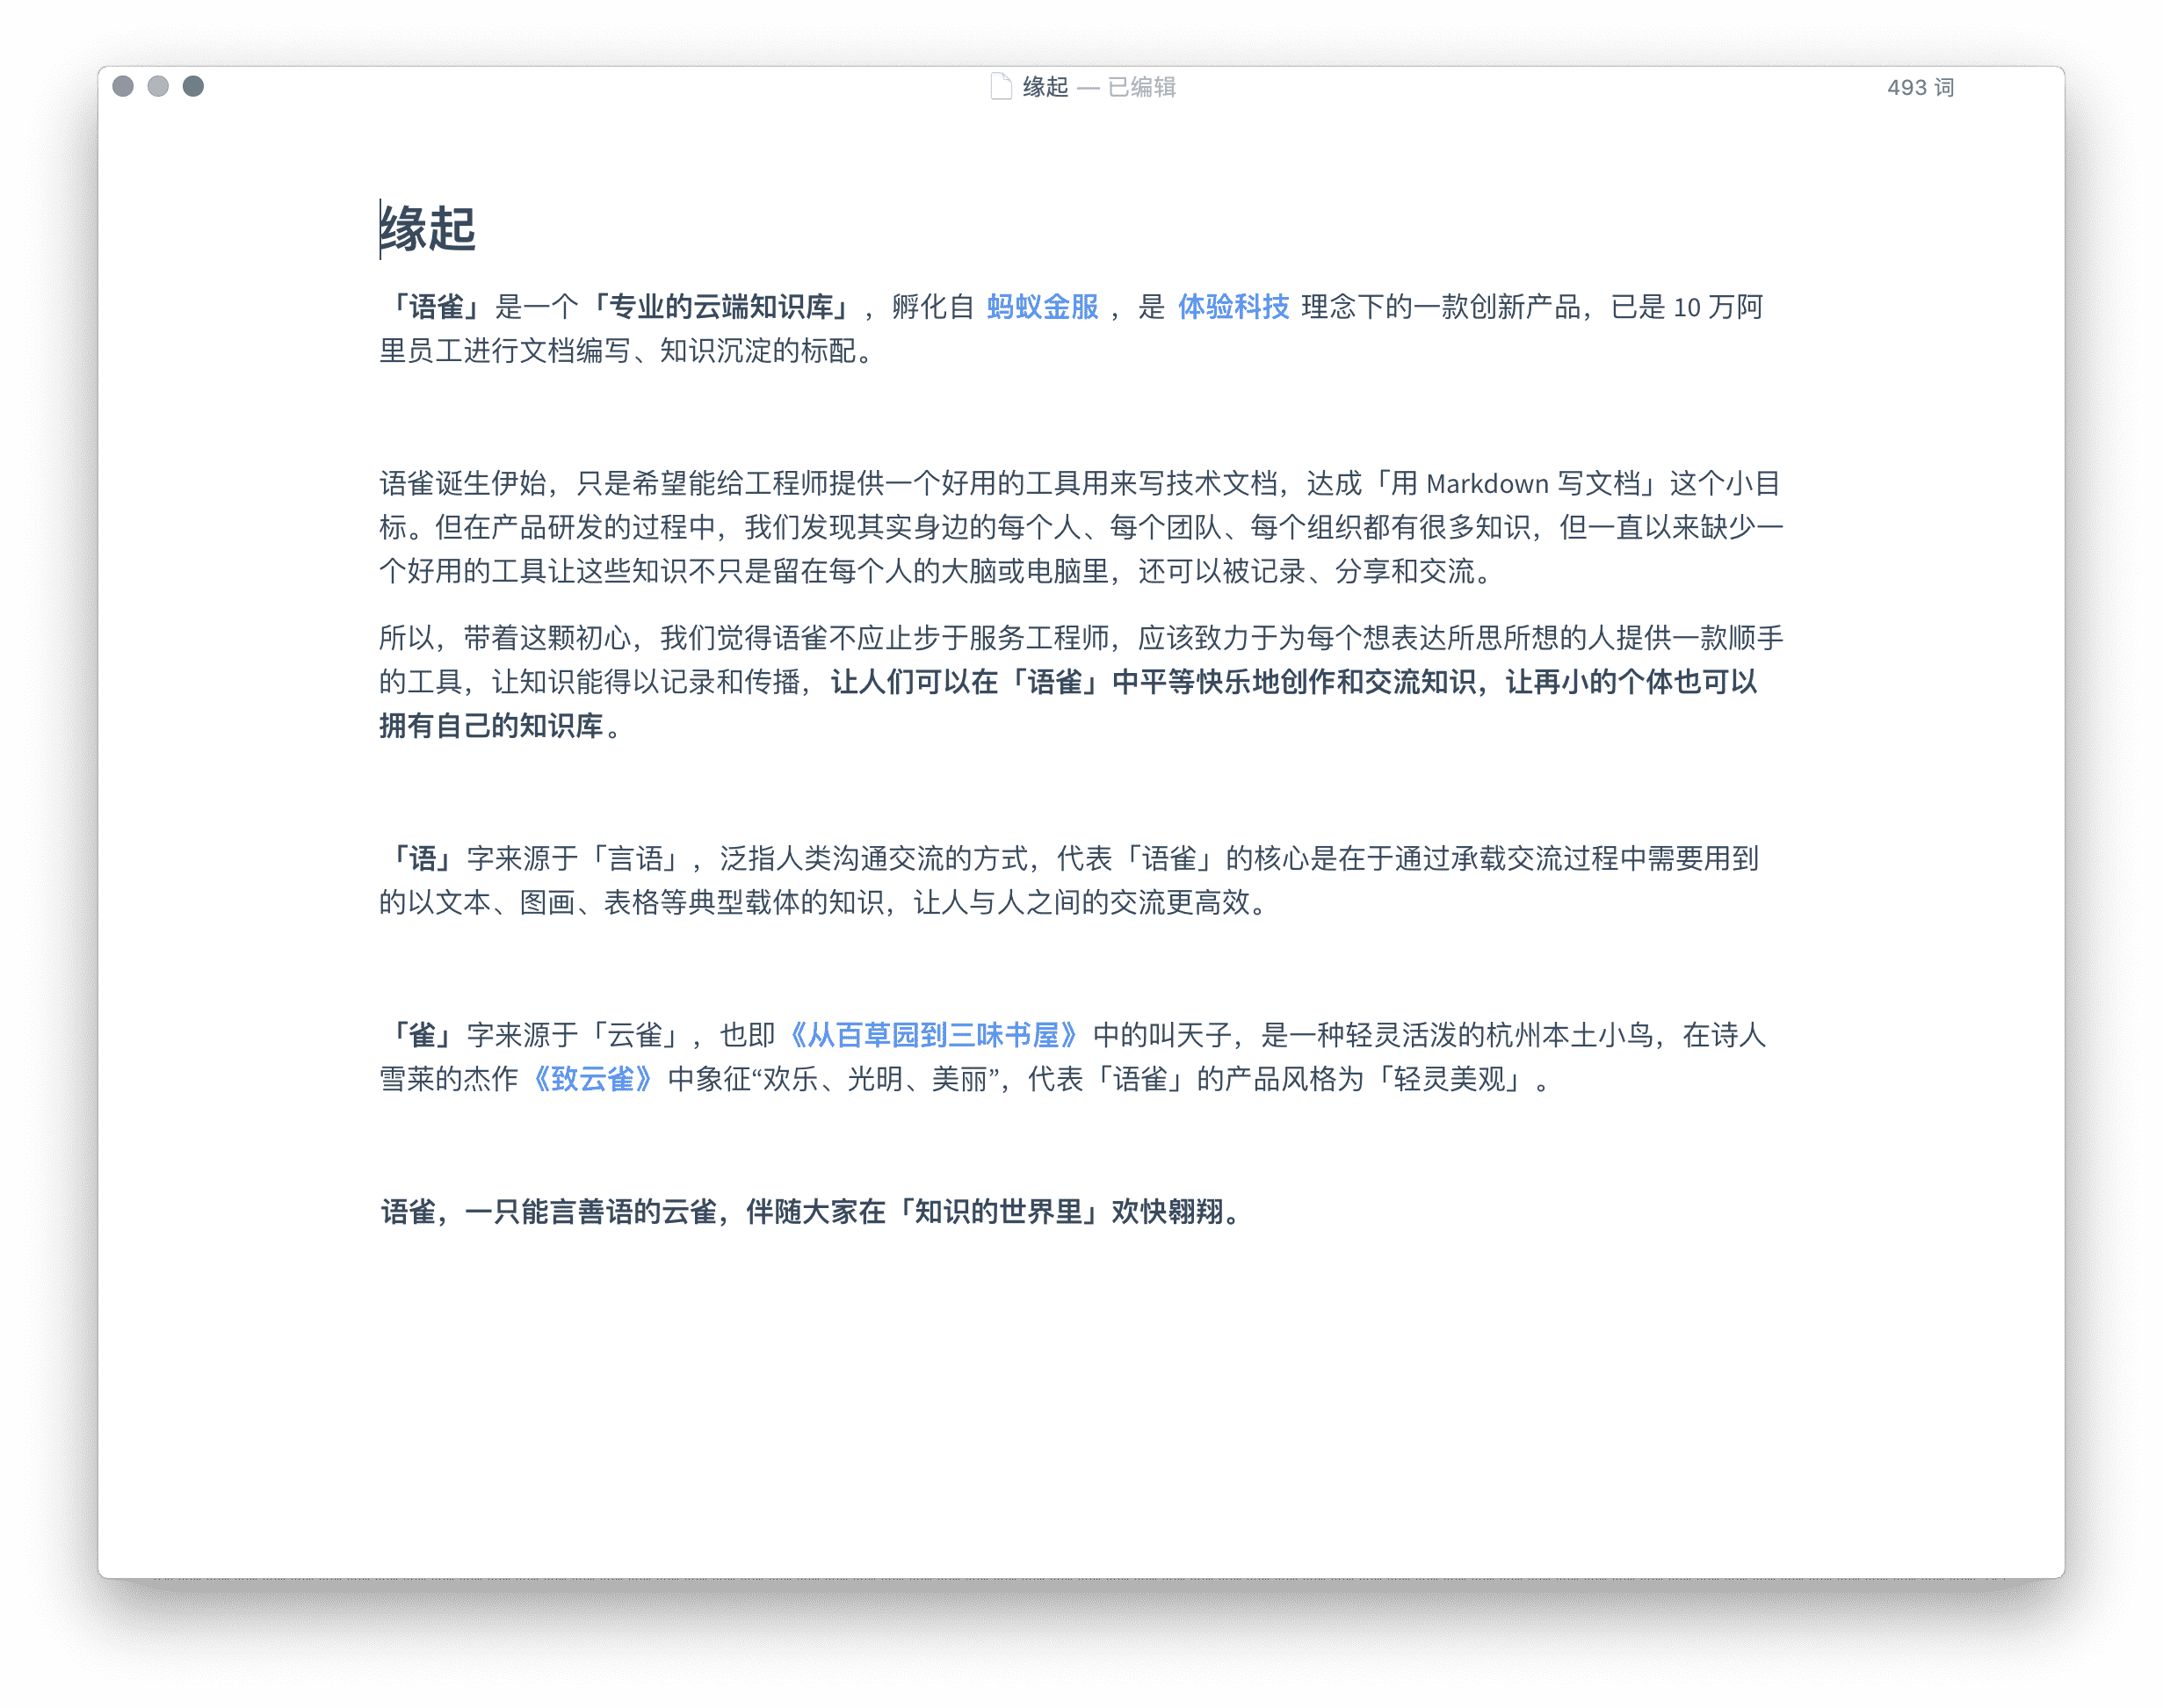 缘起 — 已编辑
493 词
缘起
「语雀」是一个「专业的云端知识库」，孵化自 蚂蚁金服 ，是 体验科技 理念下的一款创新产品，已是 10 万阿
里员工进行文档编写、知识沉淀的标配。
语雀诞生伊始，只是希望能给工程师提供一个好用的工具用来写技术文档，达成「用 Markdown 写文档」这个小目
标。但在产品研发的过程中，我们发现其实身边的每个人、每个团队、每个组织都有很多知识，但一直以来缺少一
个好用的工具让这些知识不只是留在每个人的大脑或电脑里，还可以被记录、分享和交流。
所以，带着这颗初心，我们觉得语雀不应止步于服务工程师，应该致力于为每个想表达所思所想的人提供一款顺手
的工具，让知识能得以记录和传播，让人们可以在「语雀」中平等快乐地创作和交流知识，让再小的个体也可以
拥有自己的知识库。
「语」字来源于「言语」，泛指人类沟通交流的方式，代表「语雀」的核心是在于通过承载交流过程中需要用到
的以文本、图画、表格等典型载体的知识，让人与人之间的交流更高效。
「雀」字来源于「云雀」，也即《从百草园到三味书屋》中的叫天子，是一种轻灵活泼的杭州本土小鸟，在诗人
雪莱的杰作《致云雀》中象征“欢乐、光明、美丽”，代表「语雀」的产品风格为「轻灵美观」。
语雀，一只能言善语的云雀，伴随大家在「知识的世界里」欢快翱翔。